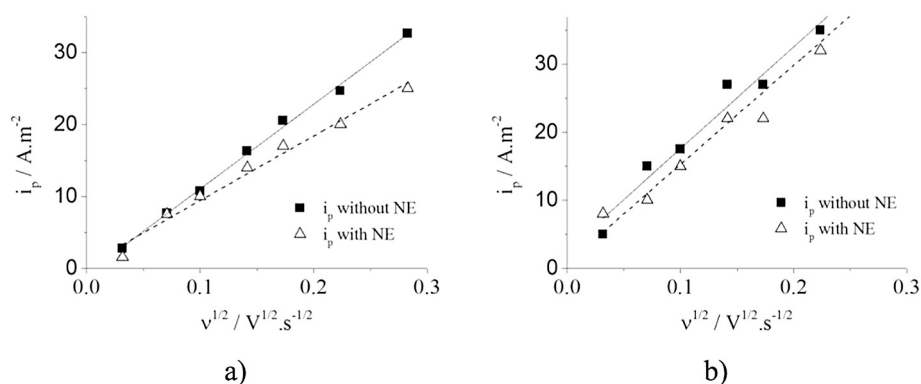 30
20
10
0
i_p / A.m^-2
■ i_p without NE
△ i_p with NE
0.0 0.1 0.2 0.3
ν^1/2 / V^1/2.s^-1/2
a)
30
20
10
0
i_p / A.m^-2
■ i_p without NE
△ i_p with NE
0.0 0.1 0.2 0.3
ν^1/2 / V^1/2.s^-1/2
b)